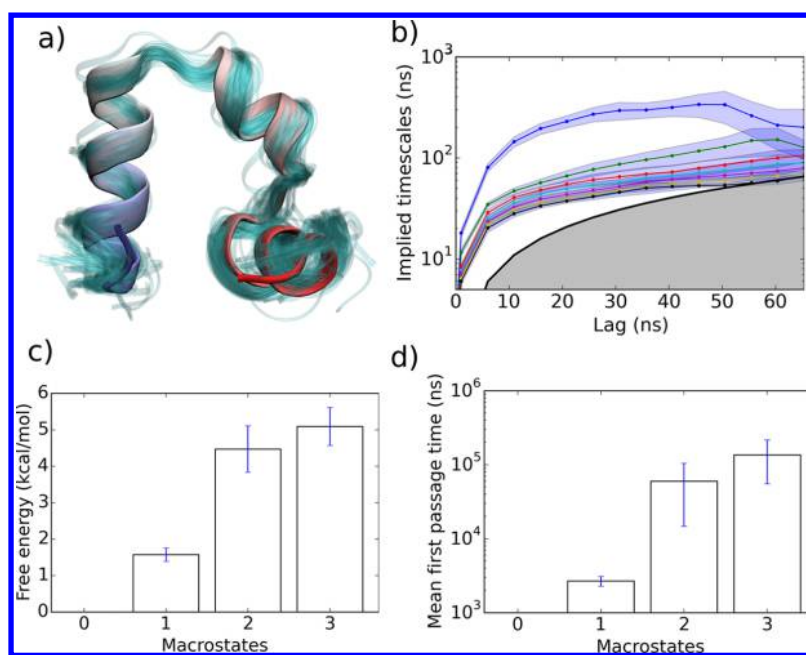 a)
b)
Implied timescales (ns)
10³
10²
10¹
0 10 20 30 40 50 60
Lag (ns)
c)
Free energy (kcal/mol)
6
5
4
3
2
1
0
0 1 2 3
Macrostates
d)
Mean first passage time (ns)
10⁶
10⁵
10⁴
10³
0 1 2 3
Macrostates